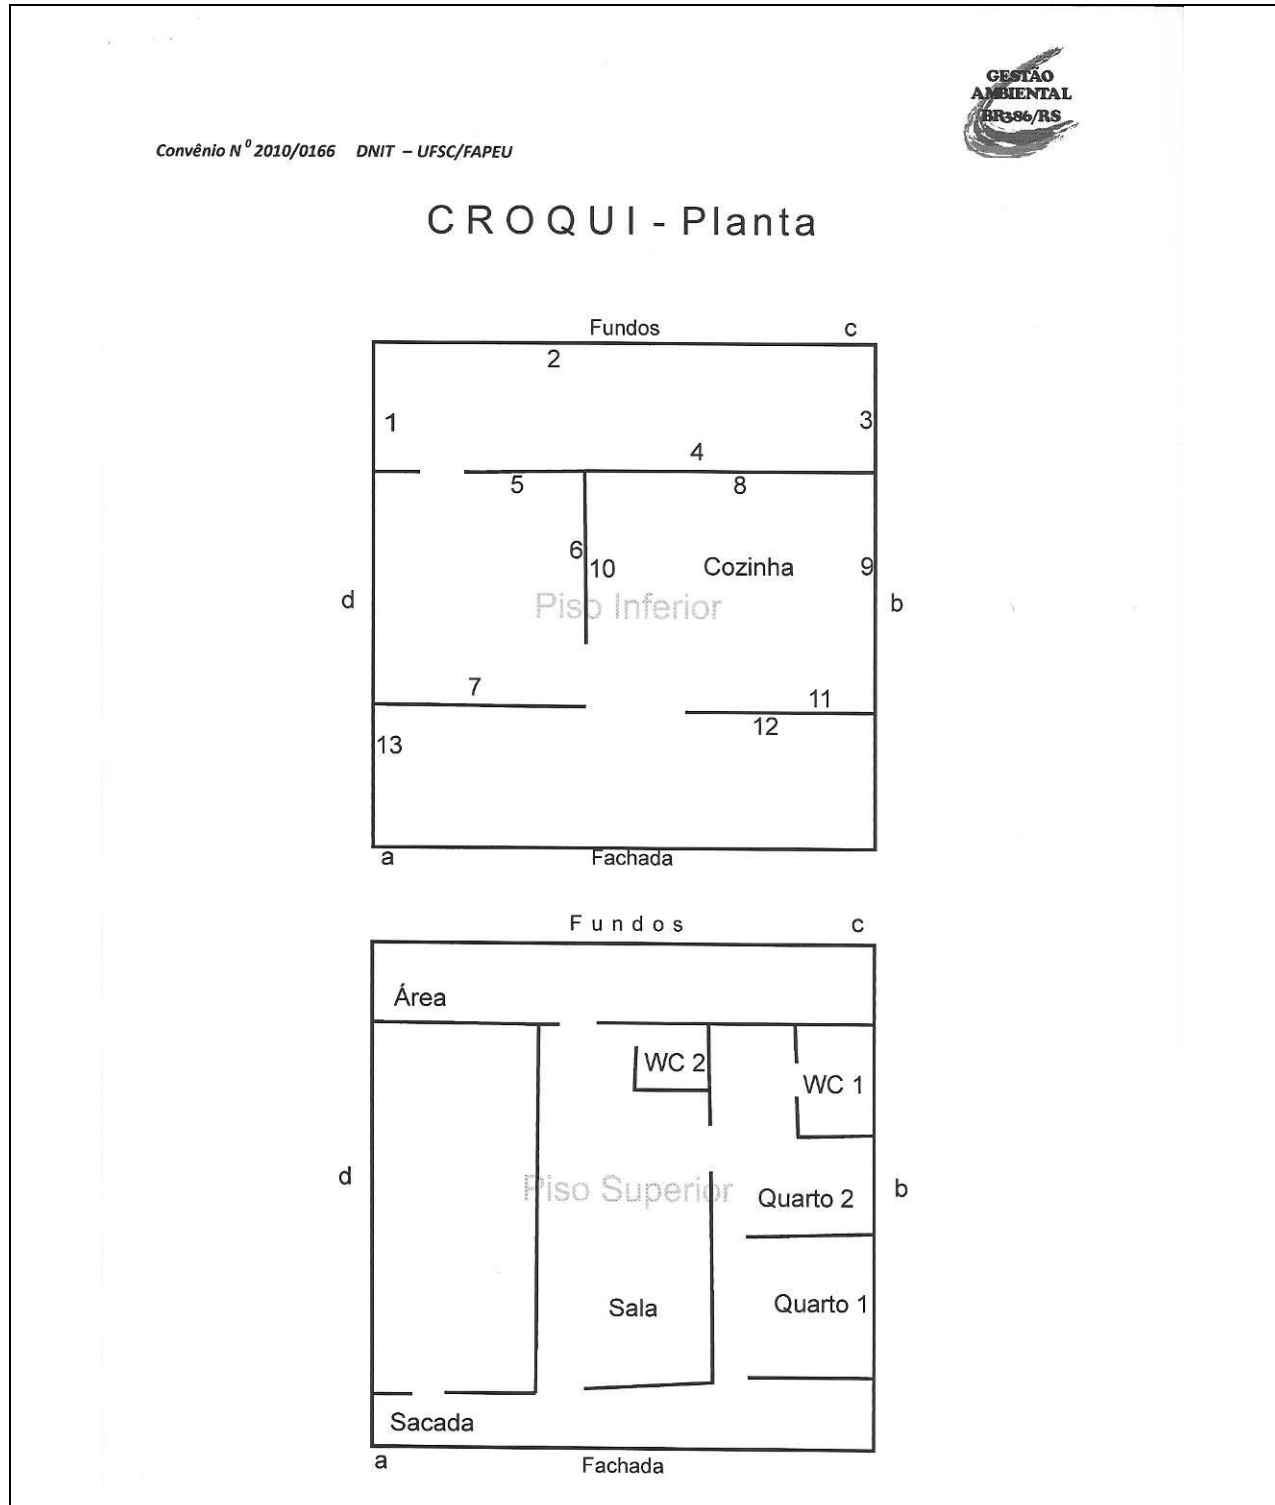 GESTÃO
AMBIENTAL
BR386/RS
Convênio N⁰ 2010/0166 DNIT – UFSC/FAPEU
CROQUI - Planta
Fundos c
2
1 3
4
5 8
6 10 Cozinha 9
d Piso Inferior b
7 11
12
13
a Fachada
Fundos c
Área
WC 2
WC 1
d Piso Superior Quarto 2 b
Sala Quarto 1
Sacada
a Fachada